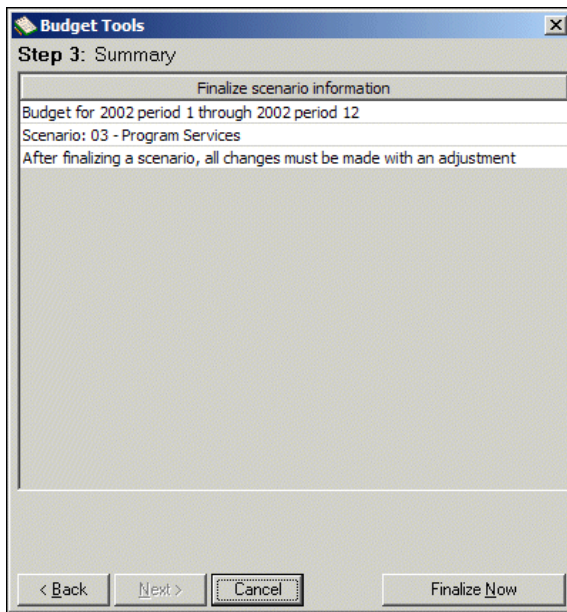 Budget Tools
Step 3: Summary
Finalize scenario information
Budget for 2002 period 1 through 2002 period 12
Scenario: 03 - Program Services
After finalizing a scenario, all changes must be made with an adjustment
< Back Next > Cancel Finalize Now